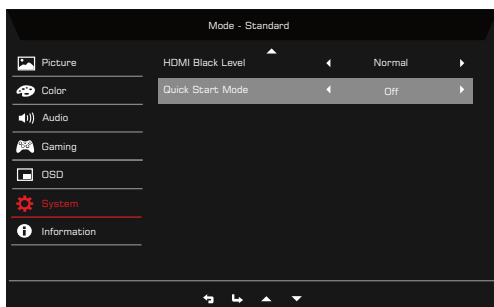 Mode - Standard
Picture
HDMI Black Level Normal
Color
Quick Start Mode Off
Audio
Gaming
OSD
System
Information